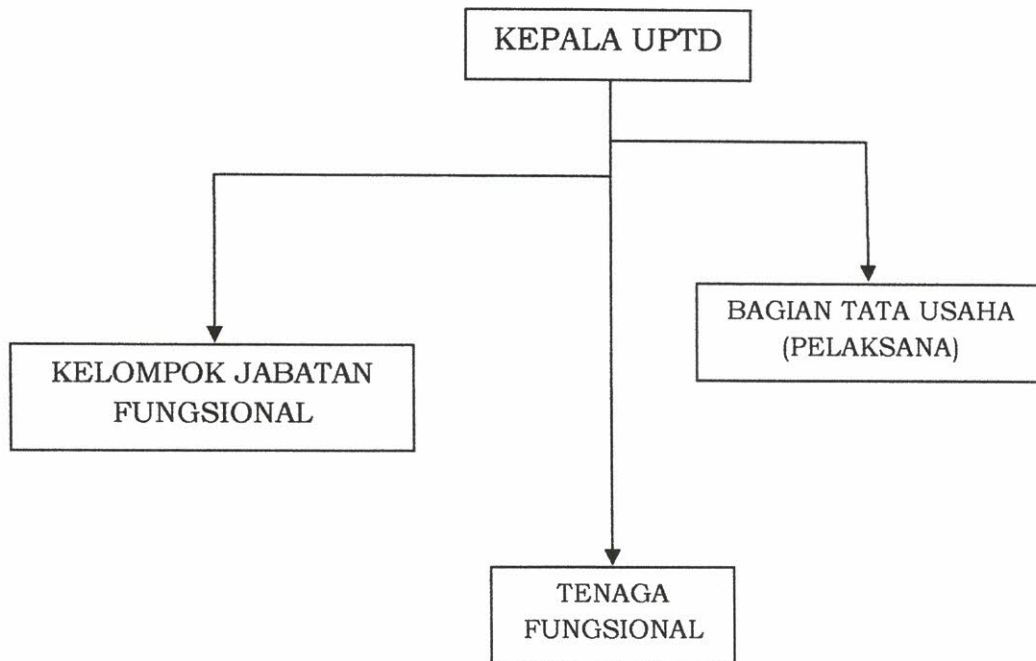 KEPALA UPTD
BAGIAN TATA USAHA
(PELAKSANA)
KELOMPOK JABATAN
FUNGSIONAL
TENAGA
FUNGSIONAL